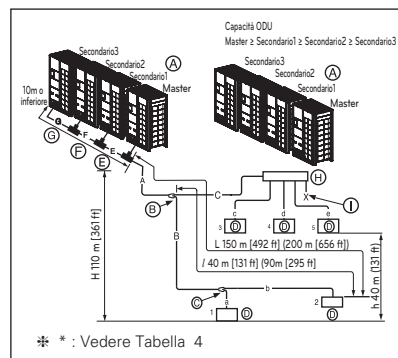 Capacità ODU
Master ≥ Secondario1 ≥ Secondario2 ≥ Secondario3
Secondario3
Secondario2
Secondario1
Master
A
Secondario3
Secondario2
Secondario1
Master
A
10m o
inferiore
G
F
E
G
F
E
A
B
C
H
X
I
c
d
e
3 D
4 D
5 D
L 150 m [492 ft] (200 m [656 ft])
l 40 m [131 ft] (90m [295 ft]
H 110 m [361 ft]
h 40 m (131 ft)
B
C
a
b
1 D
2
D
* : Vedere Tabella 4